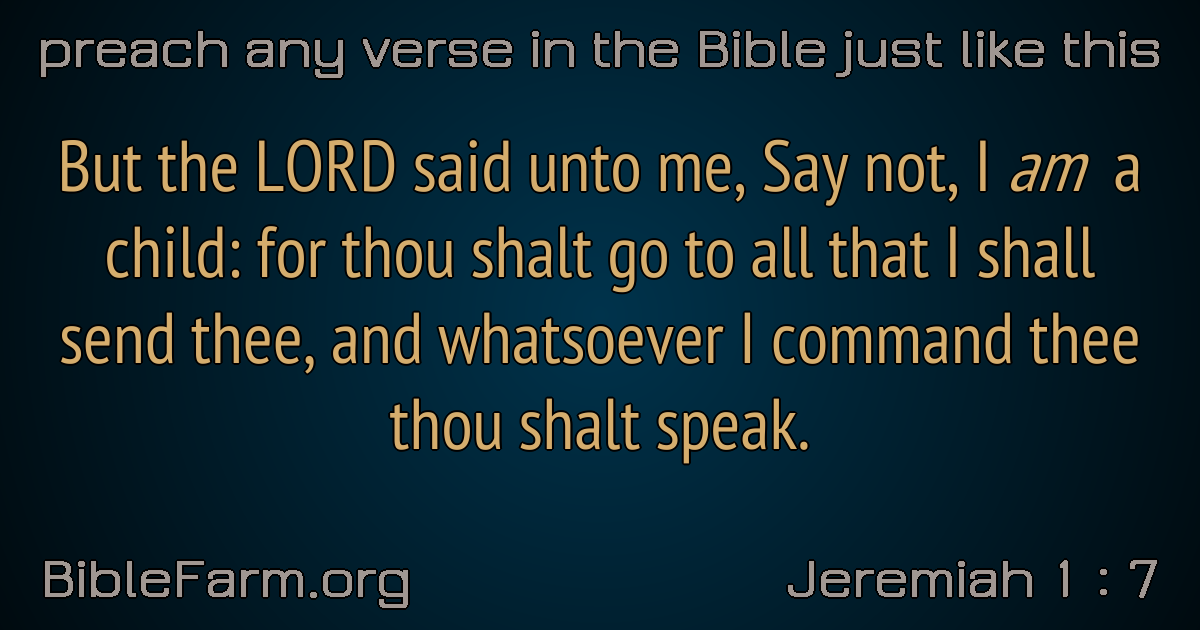 preach any verse in the Bible just like this
But the LORD said unto me, Say not, I am a
child: for thou shalt go to all that I shall
send thee, and whatsoever I command thee
thou shalt speak.
BibleFarm.org
Jeremiah 1 : 7